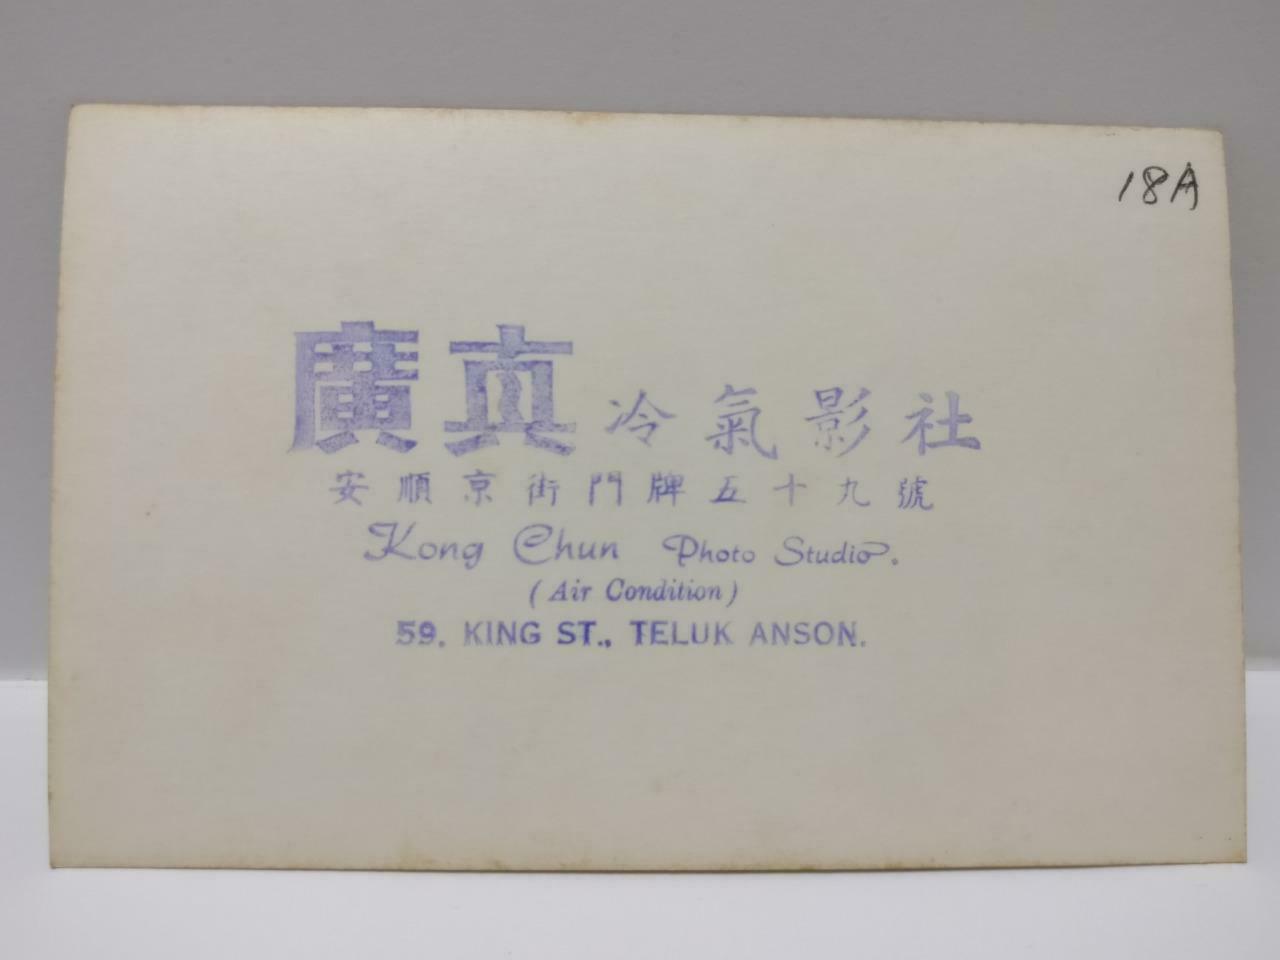 18A
廣真冷氣影社
安順京街門牌五十九號
Kong Chun Photo Studio.
(Air Condition)
59. KING ST., TELUK ANSON.